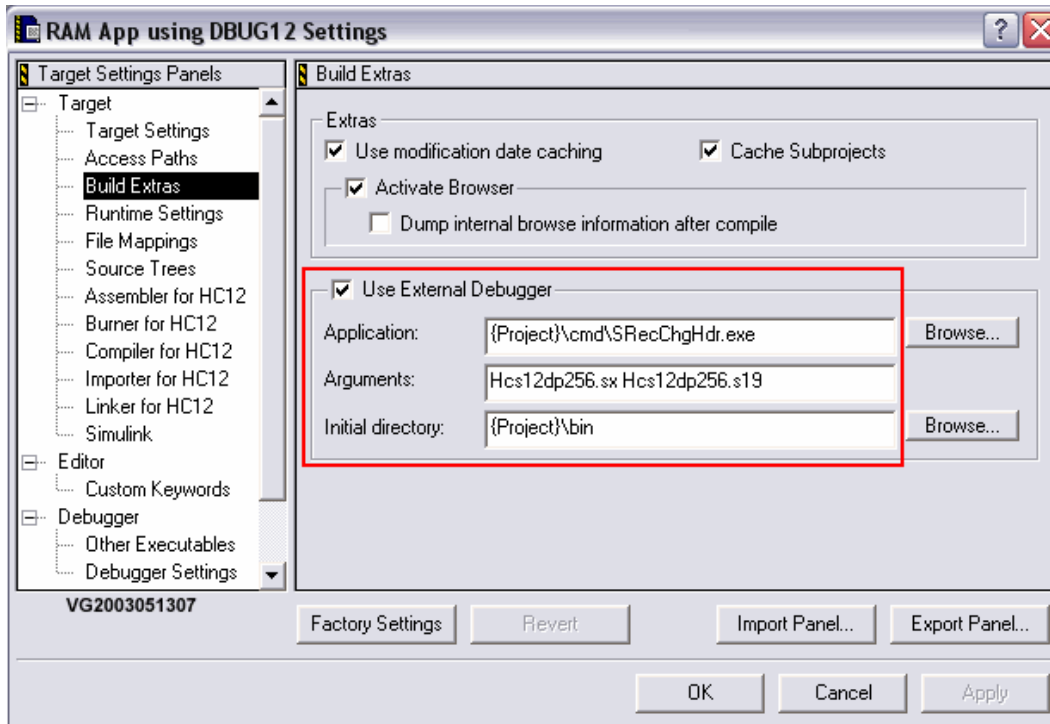 RAM App using DBUG12 Settings
Target Settings Panels
Target
Target Settings
Access Paths
Build Extras
Runtime Settings
File Mappings
Source Trees
Assembler for HC12
Burner for HC12
Compiler for HC12
Importer for HC12
Linker for HC12
Simulink
Editor
Custom Keywords
Debugger
Other Executables
Debugger Settings
VG2003051307
Build Extras
Extras
Use modification date caching
Cache Subprojects
Activate Browser
Dump internal browse information after compile
Use External Debugger
Application: {Project}\cmd\SRecChgHdr.exe Browse...
Arguments: Hcs12dp256.sx Hcs12dp256.s19
Initial directory: {Project}\bin Browse...
Factory Settings Revert Import Panel... Export Panel...
OK Cancel Apply